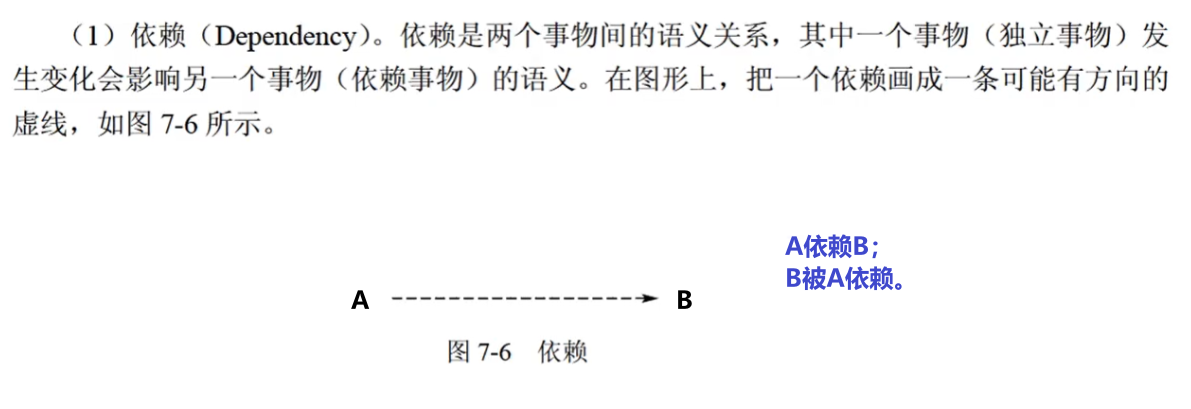 （1）依赖（Dependency）。依赖是两个事物间的语义关系，其中一个事物（独立事物）发
生变化会影响另一个事物（依赖事物）的语义。在图形上，把一个依赖画成一条可能有方向的
虚线，如图 7-6 所示。
A依赖B；
B被A依赖。
A B
图 7-6 依赖